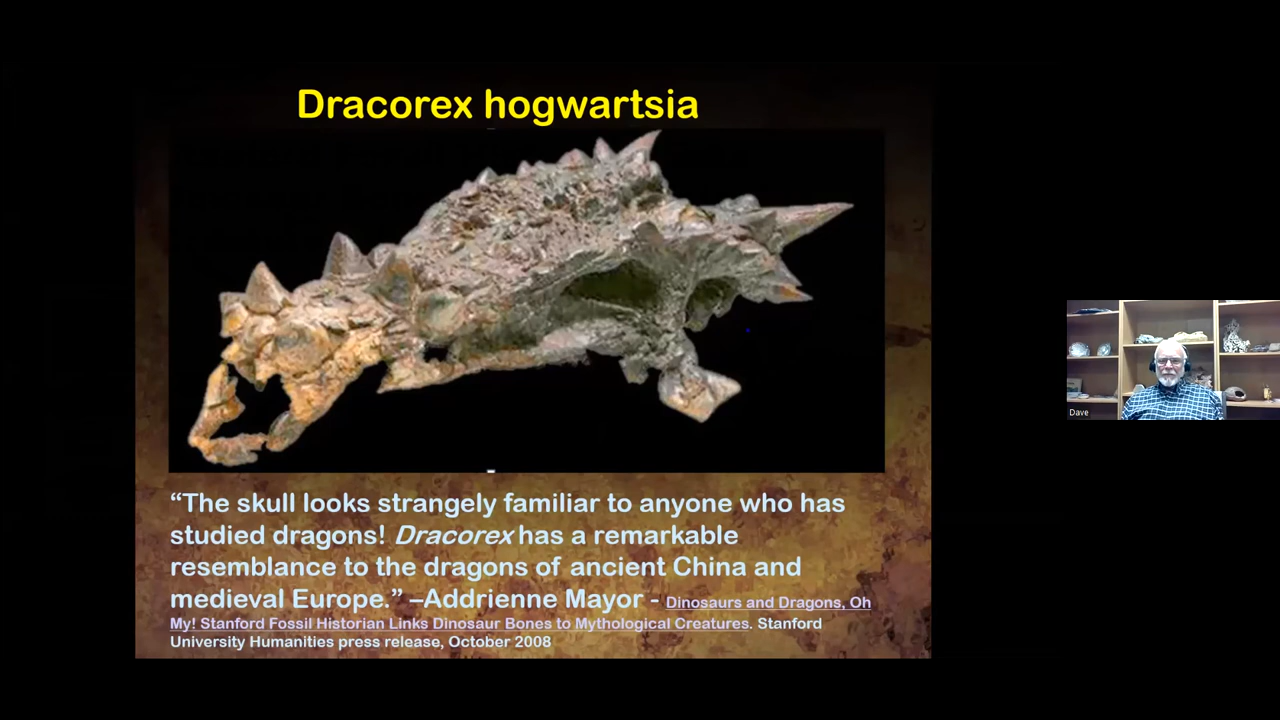 Dracorex hogwartsia
“The skull looks strangely familiar to anyone who has
studied dragons! Dracorex has a remarkable
resemblance to the dragons of ancient China and
medieval Europe.” –Addrienne Mayor - Dinosaurs and Dragons, Oh
My! Stanford Fossil Historian Links Dinosaur Bones to Mythological Creatures. Stanford
University Humanities press release, October 2008
Dave